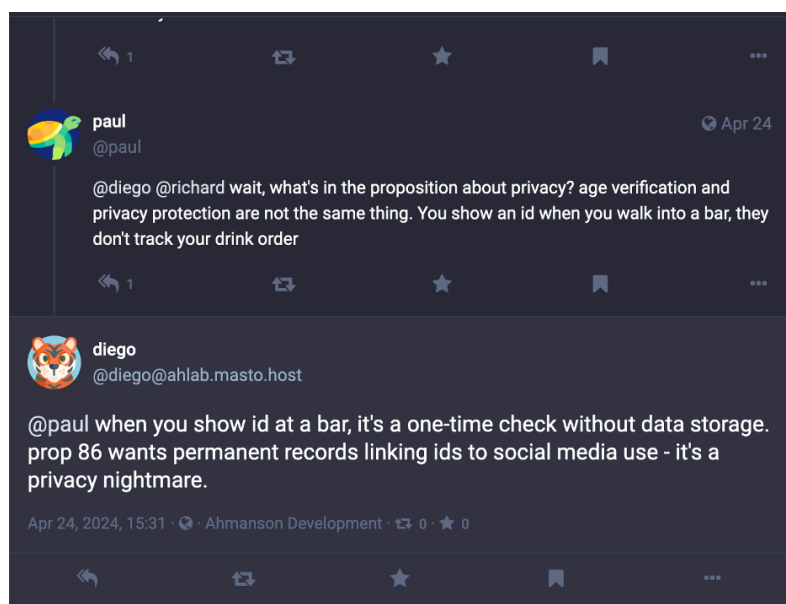 1
paul
Apr 24
@paul
@diego @richard wait, what's in the proposition about privacy? age verification and
privacy protection are not the same thing. You show an id when you walk into a bar, they
don't track your drink order
1
diego
@diego@ahlab.masto.host
@paul when you show id at a bar, it's a one-time check without data storage.
prop 86 wants permanent records linking ids to social media use - it's a
privacy nightmare.
Apr 24, 2024, 15:31 · · Ahmanson Development · 0 · 0